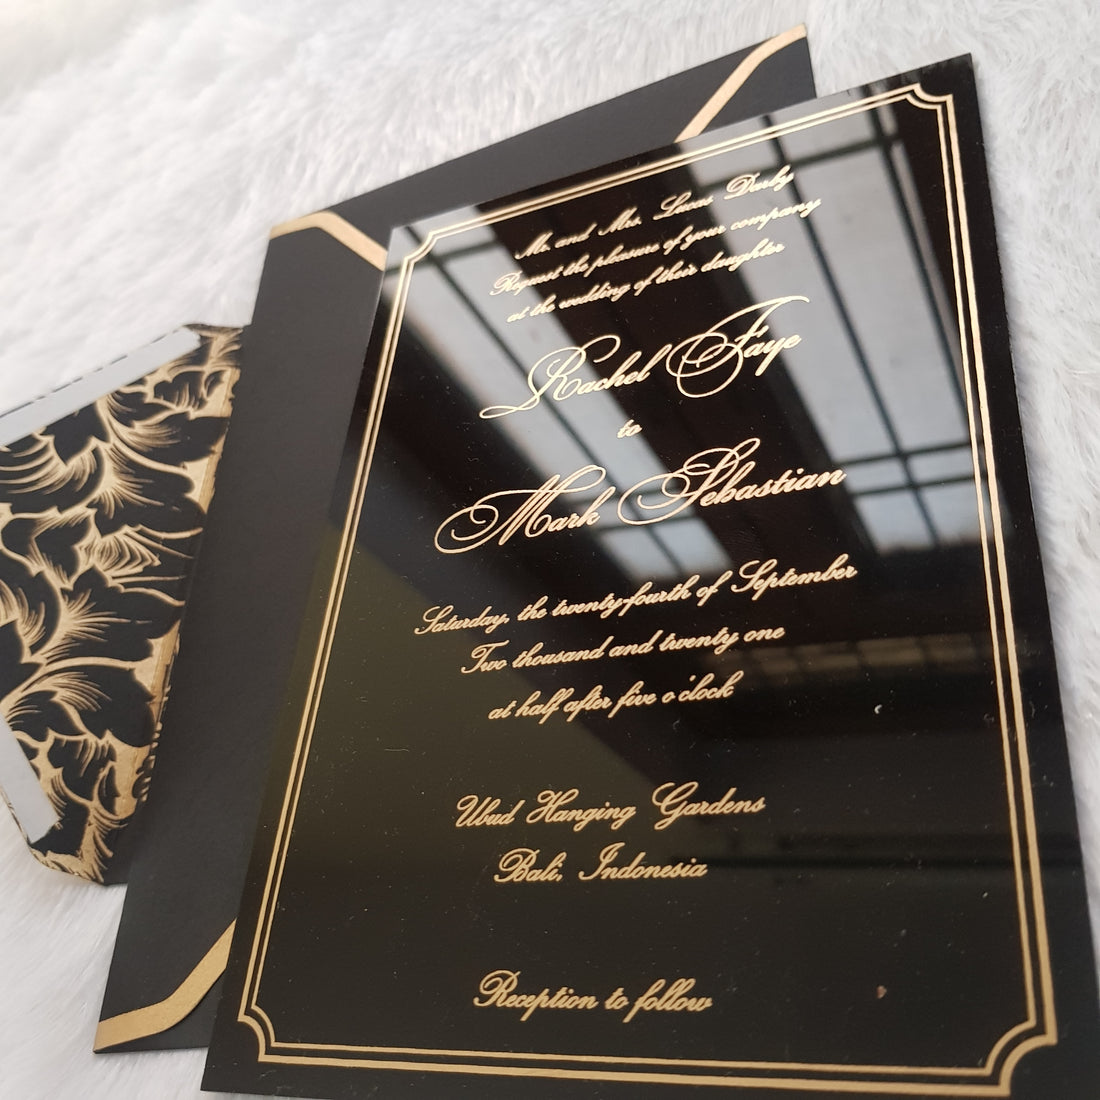 Mr. and Mrs. Lucas Darby
Request the pleasure of your company
at the wedding of their daughter
Rachel Faye
to
Mark Sebastian
Saturday, the twenty-fourth of September
Two thousand and twenty one
at half after five o'clock
Ubud Hanging Gardens
Bali, Indonesia
Reception to follow